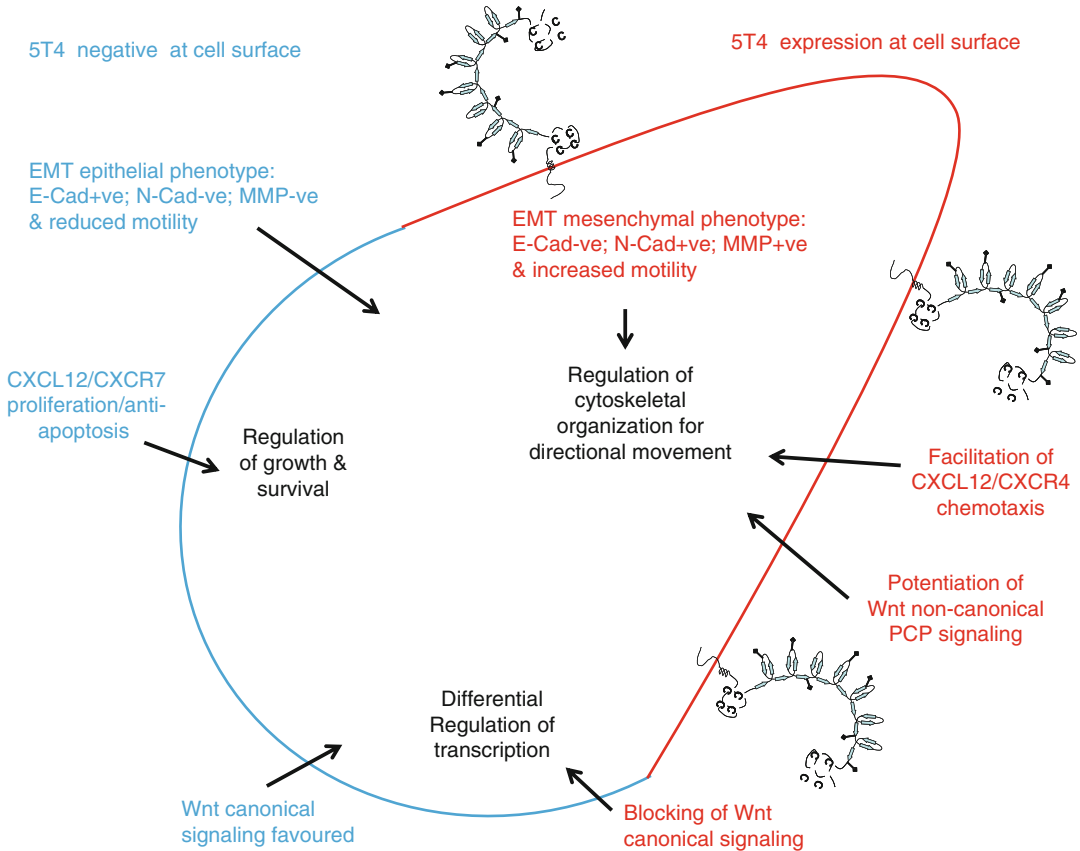 5T4 negative at cell surface
5T4 expression at cell surface
EMT epithelial phenotype:
E-Cad+ve; N-Cad-ve; MMP-ve
& reduced motility
EMT mesenchymal phenotype:
E-Cad-ve; N-Cad+ve; MMP+ve
& increased motility
CXCL12/CXCR7
proliferation/anti-
apoptosis
Regulation
of growth &
survival
Regulation of
cytoskeletal
organization for
directional movement
Facilitation of
CXCL12/CXCR4
chemotaxis
Potentiation of
Wnt non-canonical
PCP signaling
Differential
Regulation of
transcription
Wnt canonical
signaling favoured
Blocking of Wnt
canonical signaling